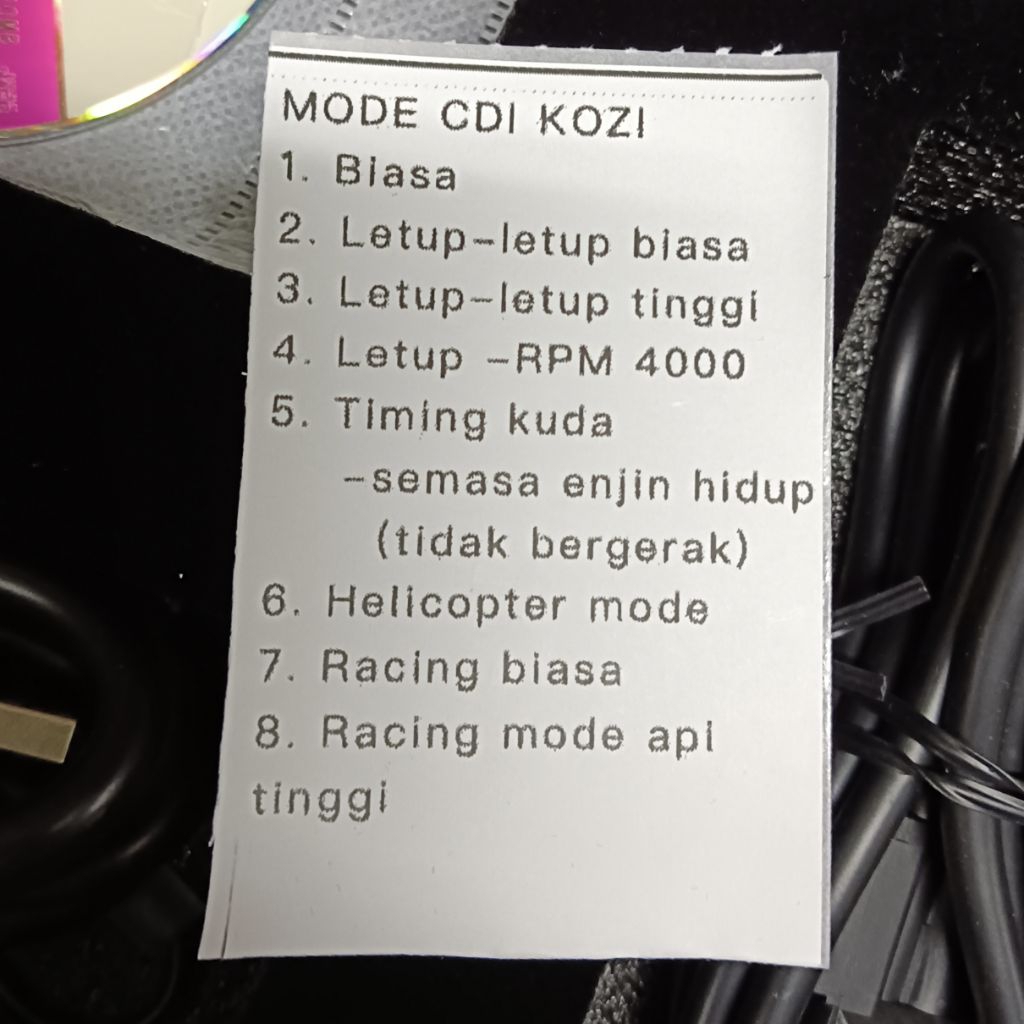 MODE CDI KOZI
1. Biasa
2. Letup-letup biasa
3. Letup-letup tinggi
4. Letup -RPM 4000
5. Timing kuda
-semasa enjin hidup
(tidak bergerak)
6. Helicopter mode
7. Racing biasa
8. Racing mode api
tinggi